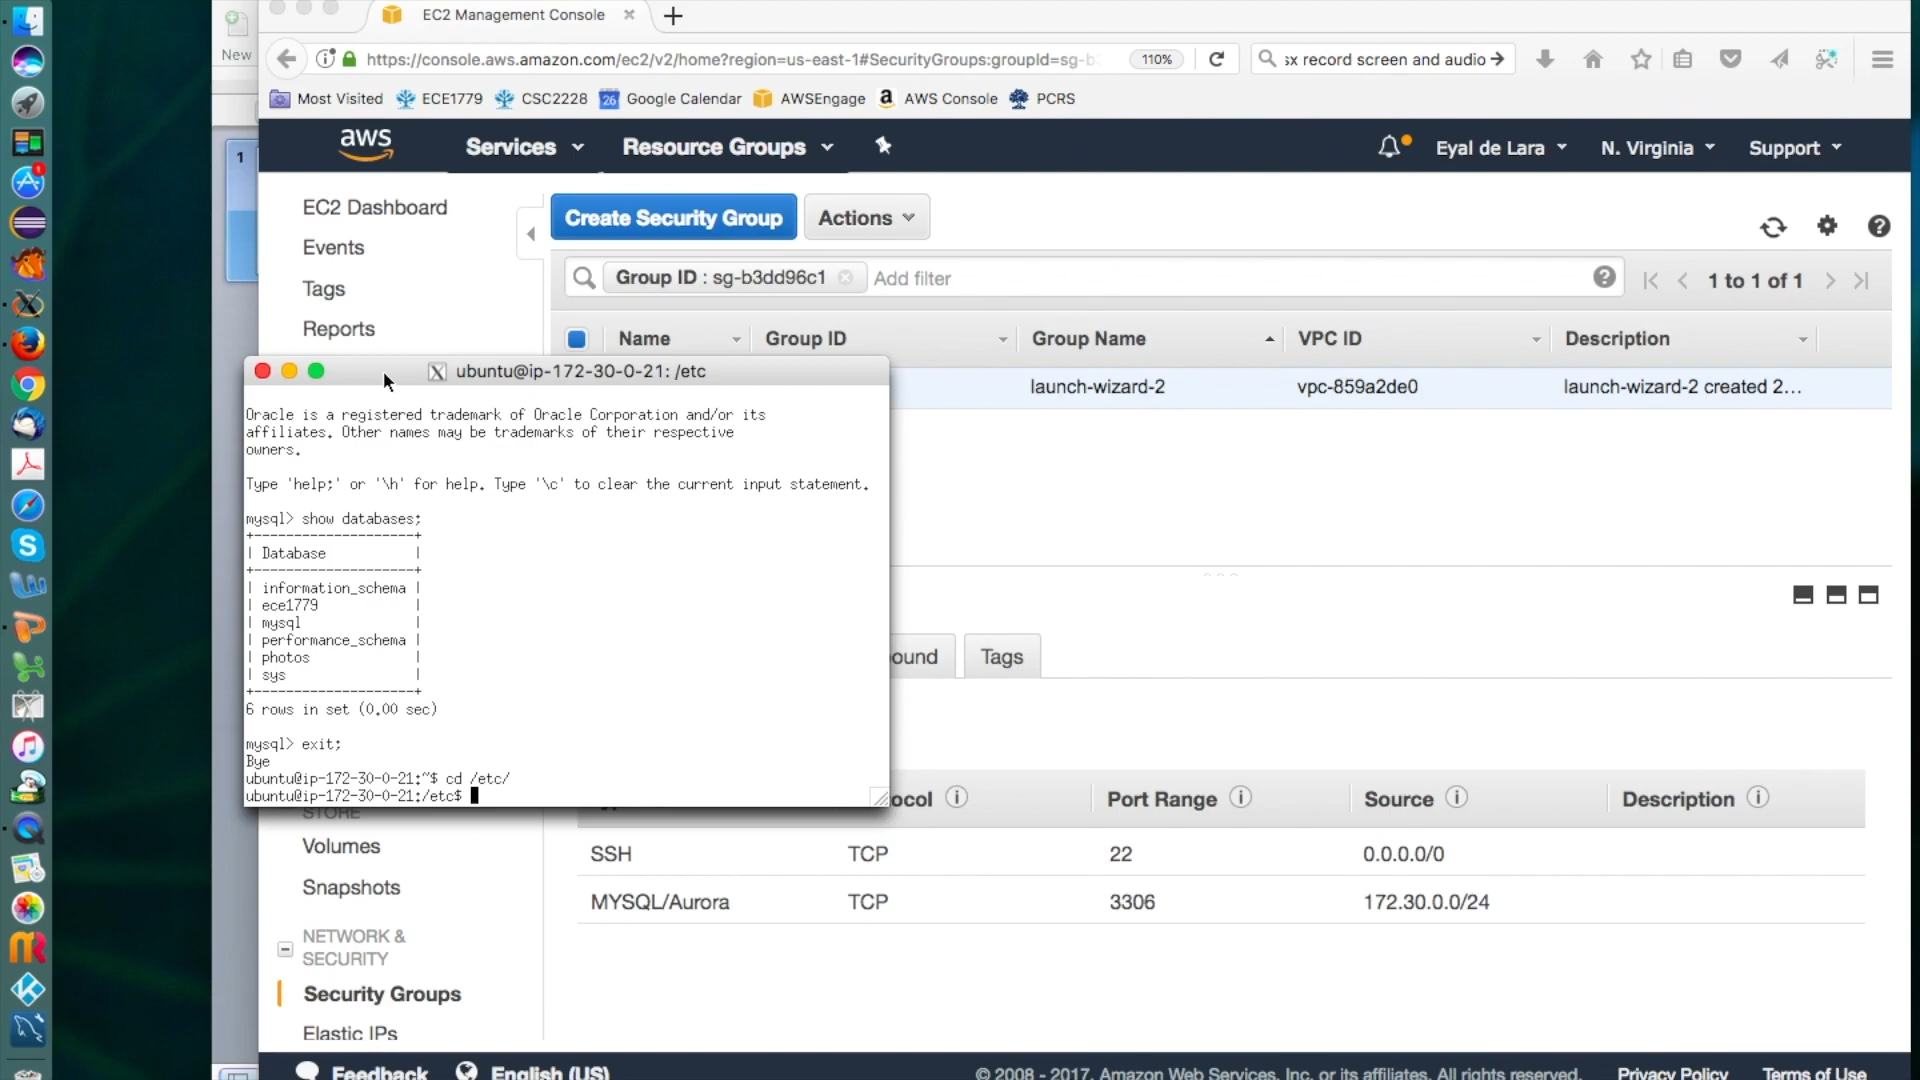 New
EC2 Management Console
https://console.aws.amazon.com/ec2/v2/home?region=us-east-1#SecurityGroups:groupId=sg-b
110%
sx record screen and audio
Most Visited
ECE1779
CSC2228
26
Google Calendar
AWSEngage
AWS Console
PCRS
aws
Services
Resource Groups
Eyal de Lara
N. Virginia
Support
1
EC2 Dashboard
Events
Tags
Reports
Create Security Group
Actions
Group ID : sg-b3dd96c1
Add filter
1 to 1 of 1
Name
Group ID
Group Name
VPC ID
Description
launch-wizard-2
vpc-859a2de0
launch-wizard-2 created 2...
ubuntu@ip-172-30-0-21: /etc
Oracle is a registered trademark of Oracle Corporation and/or its
affiliates. Other names may be trademarks of their respective
owners.
Type 'help;' or '\h' for help. Type '\c' to clear the current input statement.
mysql> show databases;
+--------------------+
| Database           |
+--------------------+
| information_schema |
| ece1779            |
| mysql              |
| performance_schema |
| photos             |
| sys                |
+--------------------+
6 rows in set (0.00 sec)
mysql> exit;
Bye
ubuntu@ip-172-30-0-21:~$ cd /etc/
ubuntu@ip-172-30-0-21:/etc$
ound
Tags
ocol
Port Range
Source
Description
SSH
TCP
22
0.0.0.0/0
MYSQL/Aurora
TCP
3306
172.30.0.0/24
STORE
Volumes
Snapshots
NETWORK &
SECURITY
Security Groups
Elastic IPs
Feedback
English (US)
© 2008 - 2017, Amazon Web Services, Inc. or its affiliates. All rights reserved.
Privacy Policy
Terms of Use